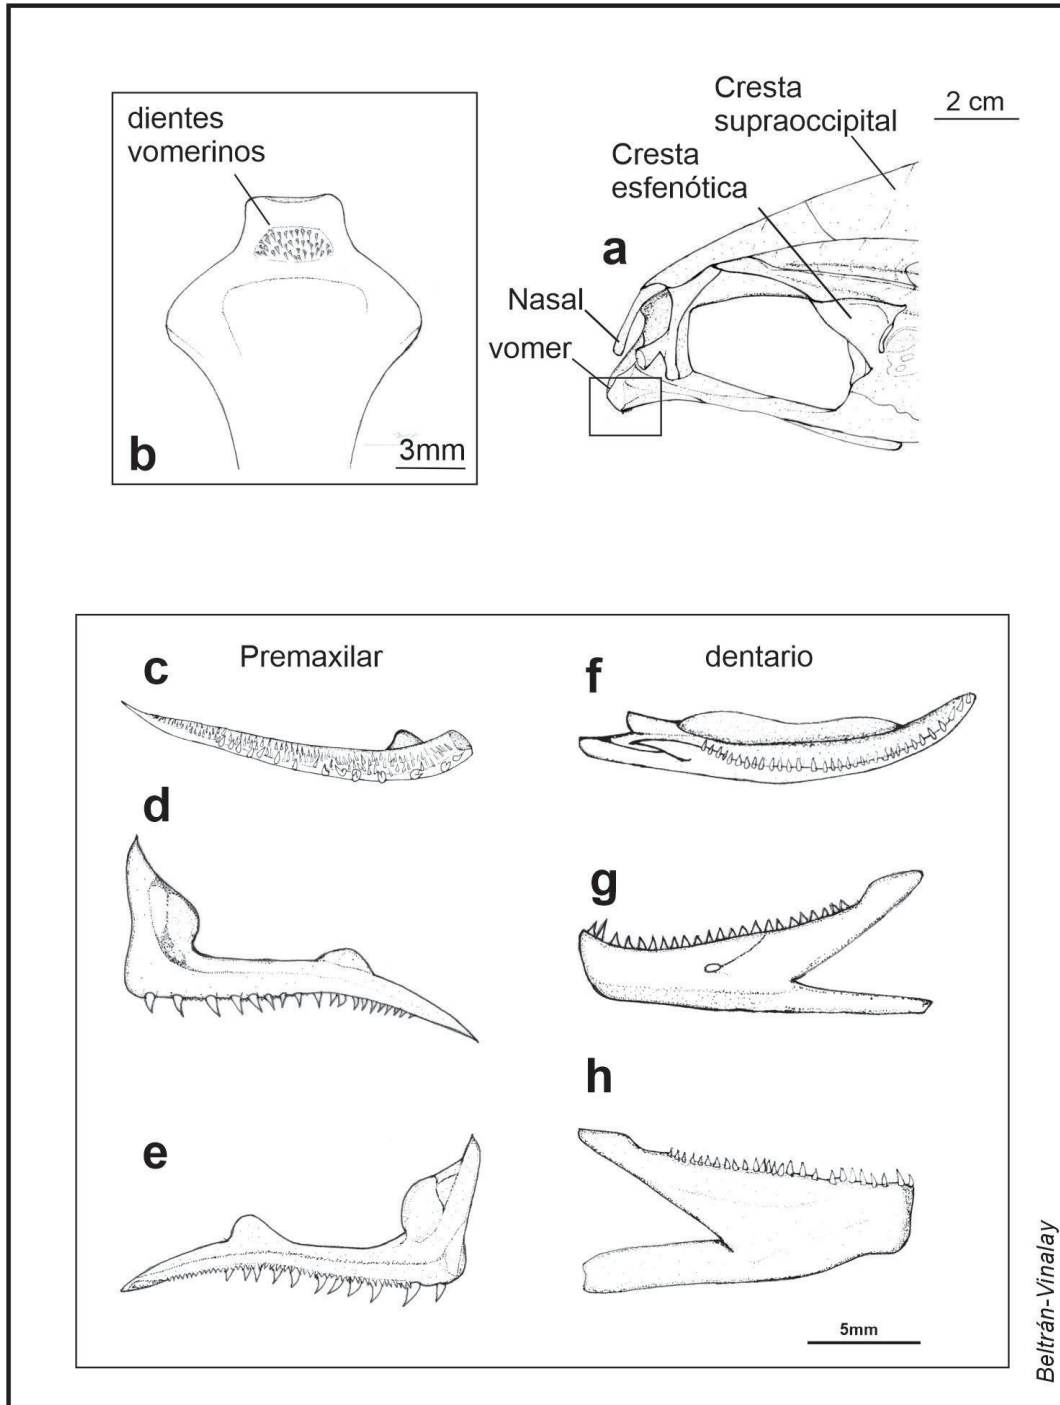 dientes
vomerinos
b
3mm
Cresta
supraoccipital
2 cm
Cresta
esfenótica
a
Nasal
vomer
Premaxilar
dentario
c
f
d
g
h
e
5mm
Beltrán-Vinalay